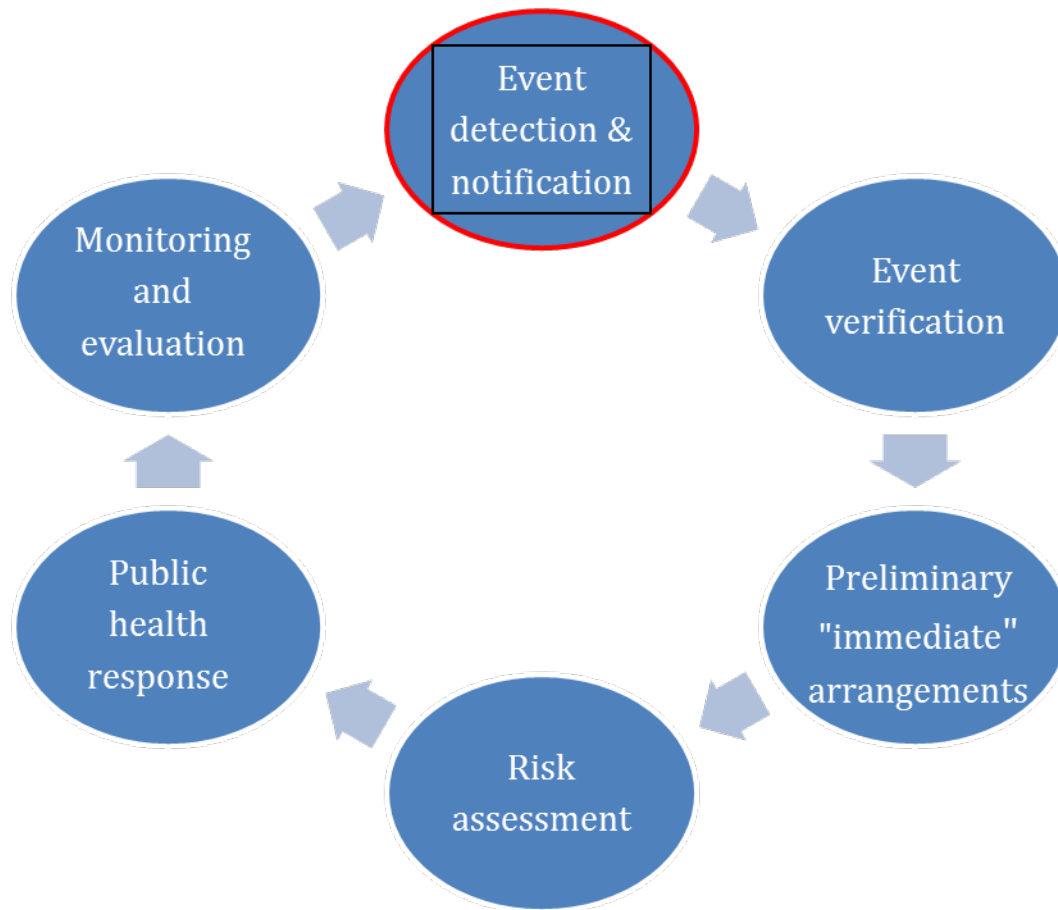 Event
detection &
notification
Event
verification
Preliminary
"immediate"
arrangements
Risk
assessment
Public
health
response
Monitoring
and
evaluation